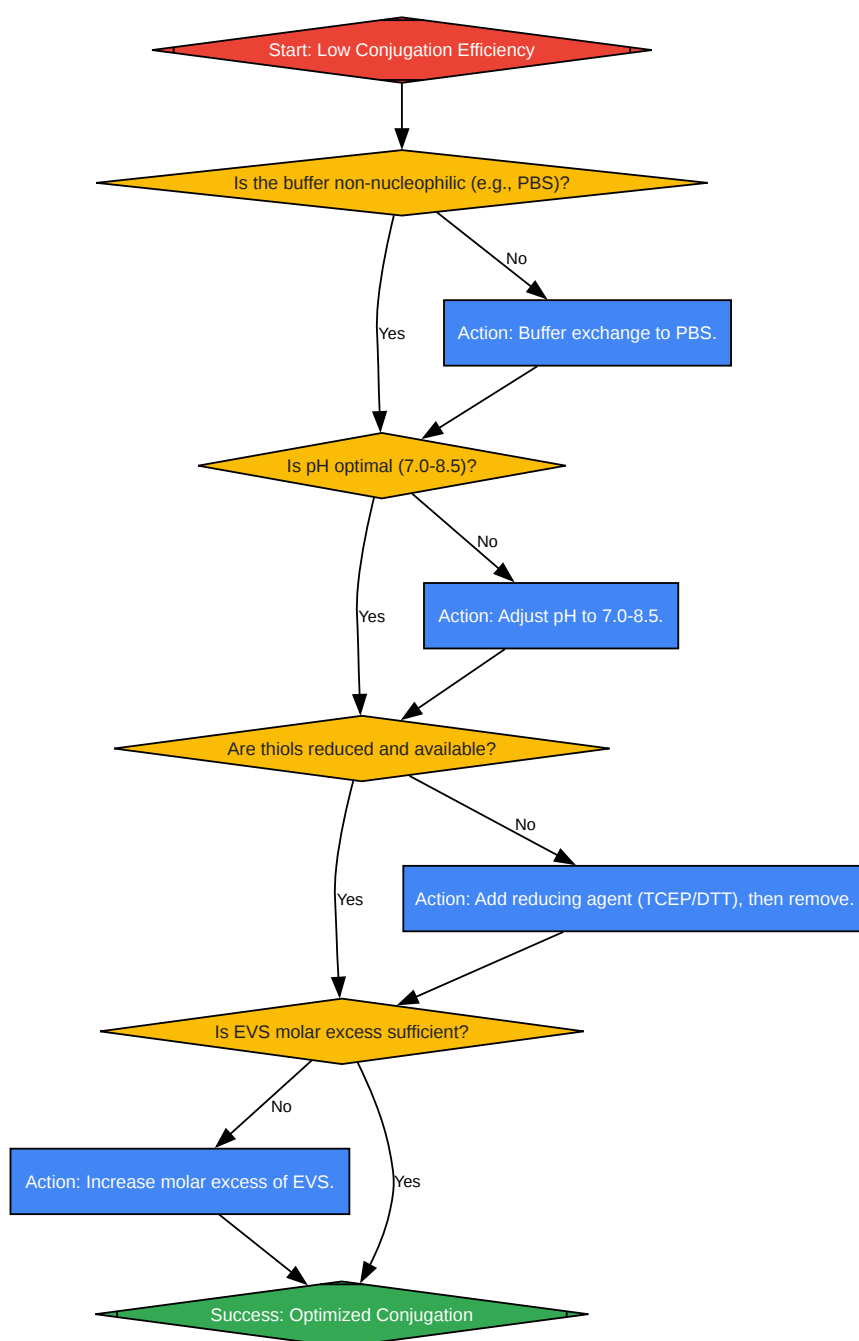 Start: Low Conjugation Efficiency
Is the buffer non-nucleophilic (e.g., PBS)?
No
Action: Buffer exchange to PBS.
Yes
Is pH optimal (7.0-8.5)?
No
Action: Adjust pH to 7.0-8.5.
Yes
Are thiols reduced and available?
No
Action: Add reducing agent (TCEP/DTT), then remove.
Yes
Is EVS molar excess sufficient?
No
Action: Increase molar excess of EVS.
Yes
Success: Optimized Conjugation